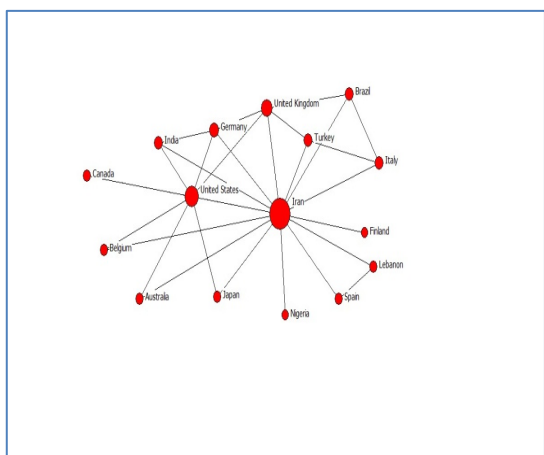 Brazil
United Kingdom
Germany
Turkey
India
Italy
Canada
United States
Iran
Finland
Belgium
Lebanon
Australia
Japan
Spain
Nigeria